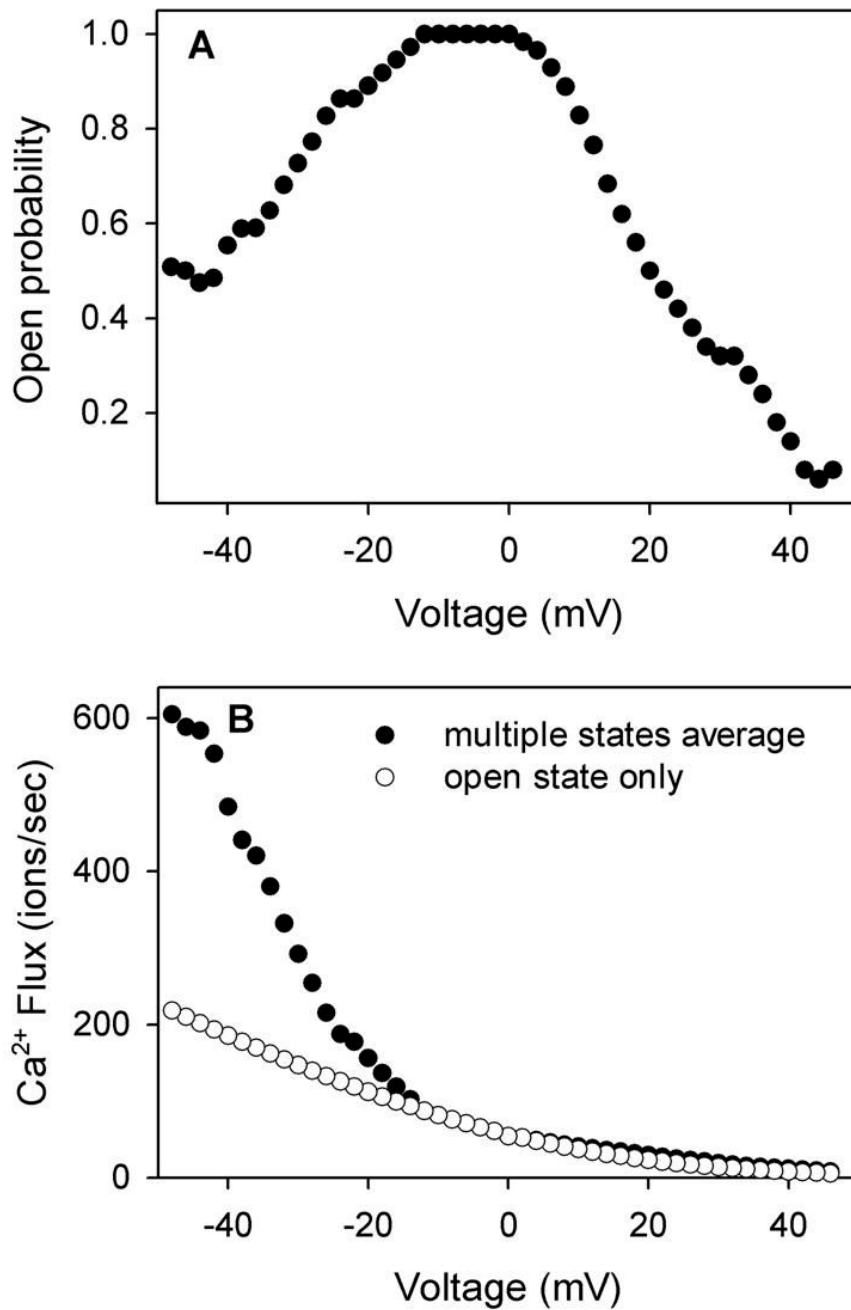 A
1.0
0.8
0.6
0.4
0.2
Open probability
-40 -20 0 20 40
Voltage (mV)
B
multiple states average
open state only
600
400
200
0
Ca²⁺ Flux (ions/sec)
-40 -20 0 20 40
Voltage (mV)